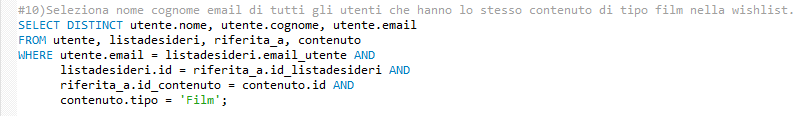 #10)Seleziona nome cognome email di tutti gli utenti che hanno lo stesso contenuto di tipo film nella wishlist.
SELECT DISTINCT utente.nome, utente.cognome, utente.email
FROM utente, listadesideri, riferita_a, contenuto
WHERE utente.email = listadesideri.email_utente AND
listadesideri.id = riferita_a.id_listadesideri AND
riferita_a.id_contenuto = contenuto.id AND
contenuto.tipo = 'Film';